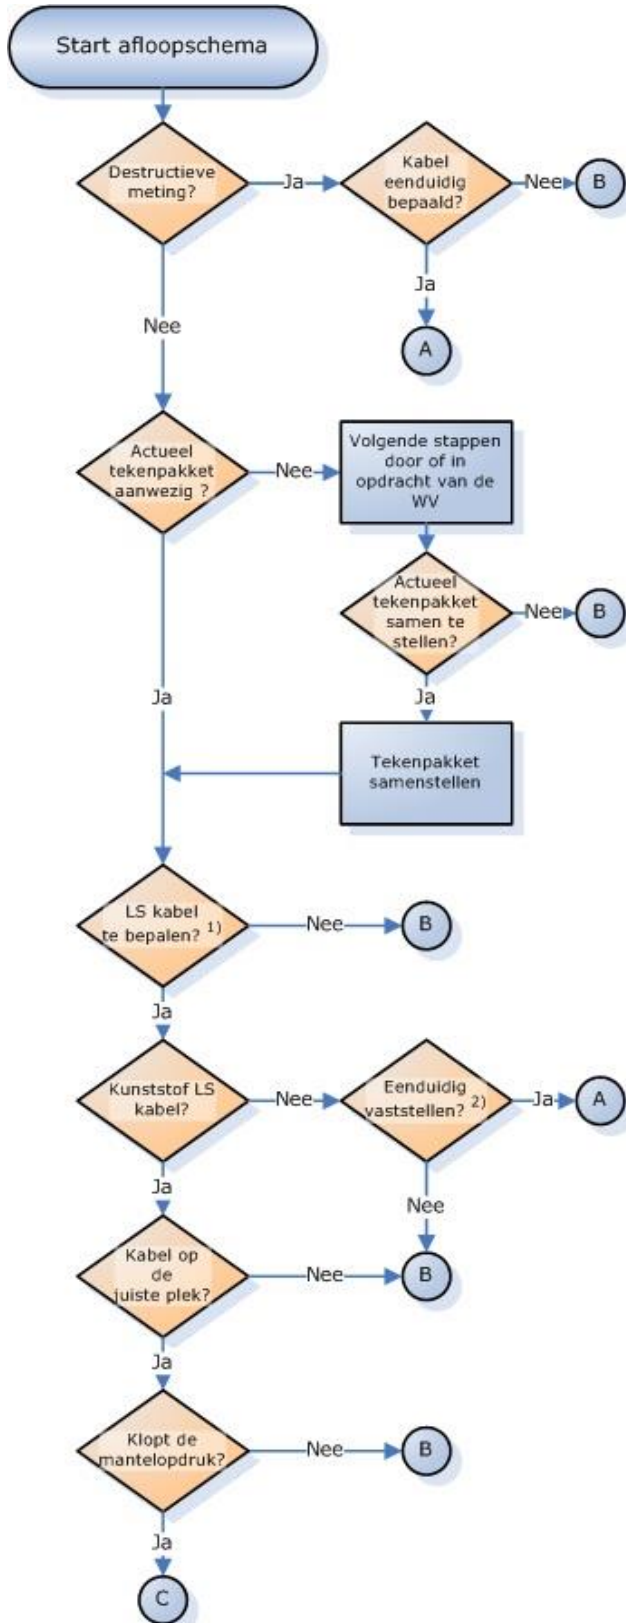 Start afloopschema
Destructieve
meting?
Ja
Kabel
eenduidig
bepaald?
Nee
B
Ja
A
Nee
Actueel
tekenpakket
aanwezig ?
Nee
Volgende stappen
door of in
opdracht van de
WV
Actueel
tekenpakket
samen te
stellen?
Nee
B
Ja
Ja
Tekenpakket
samenstellen
LS kabel
te bepalen? 1)
Nee
B
Ja
Kunststof LS
kabel?
Nee
Eenduidig
vaststellen? 2)
Ja
A
Ja
Nee
Kabel op
de
juiste plek?
Nee
B
Ja
Klopt de
mantelopdruk?
Nee
B
Ja
C